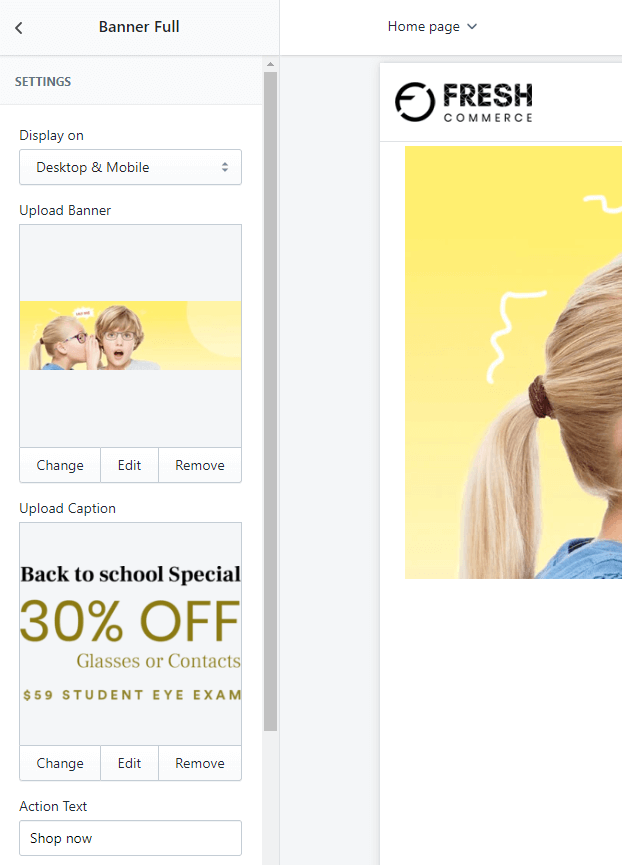 Banner Full
Home page
SETTINGS
Display on
Desktop & Mobile
Upload Banner
Change
Edit
Remove
Upload Caption
Back to school Special
30% OFF
Glasses or Contacts
$59 STUDENT EYE EXAM
Change
Edit
Remove
Action Text
Shop now
FRESH
COMMERCE